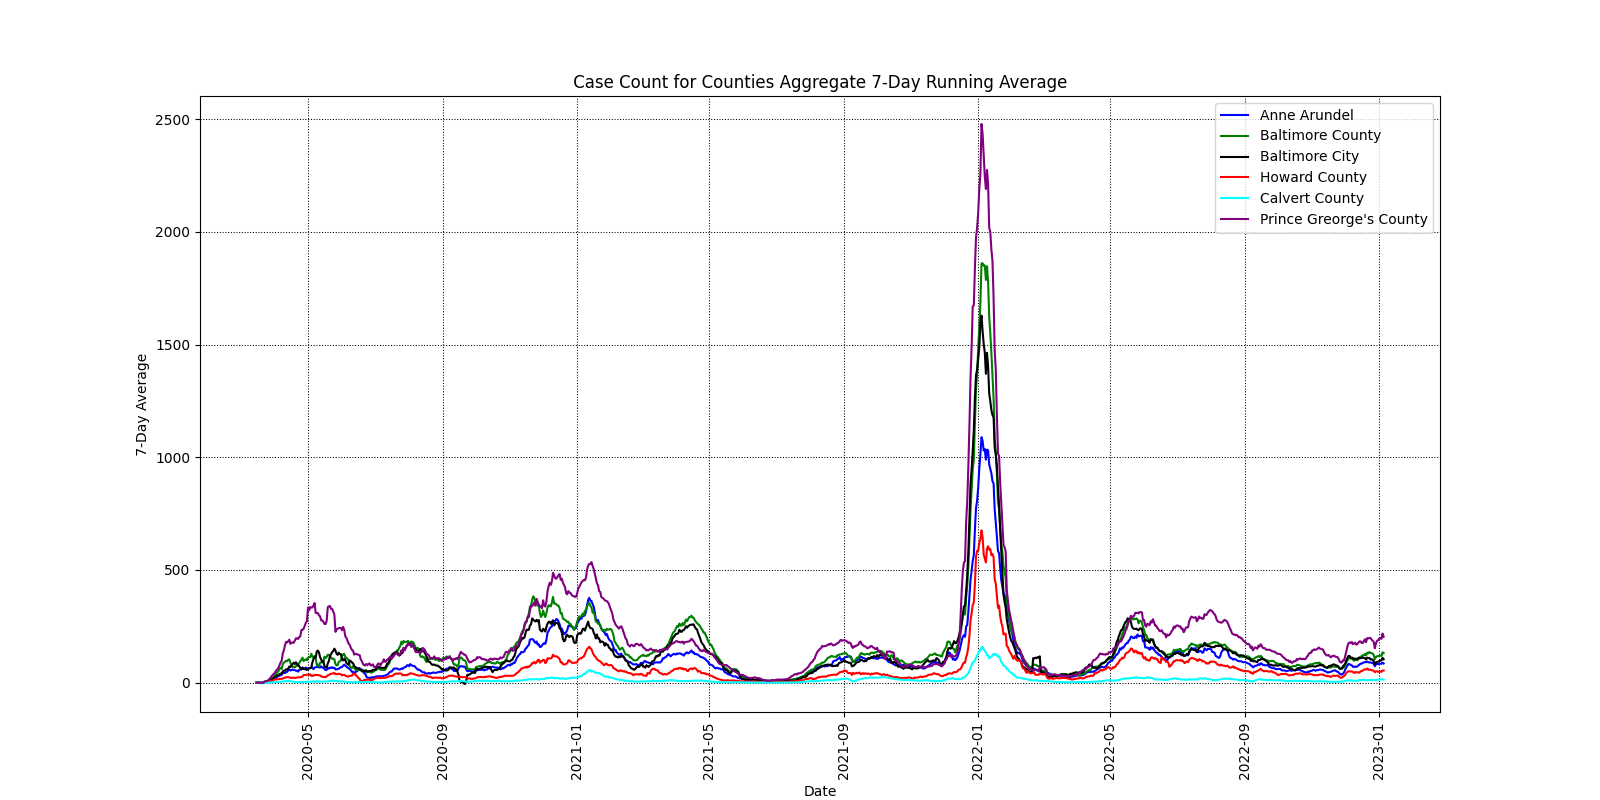 Case Count for Counties Aggregate 7-Day Running Average
2500
2000
1500
1000
500
0
7-Day Average
Anne Arundel
Baltimore County
Baltimore City
Howard County
Calvert County
Prince Greorge's County
2020-05
2020-09
2021-01
2021-05
2021-09
2022-01
2022-05
2022-09
2023-01
Date